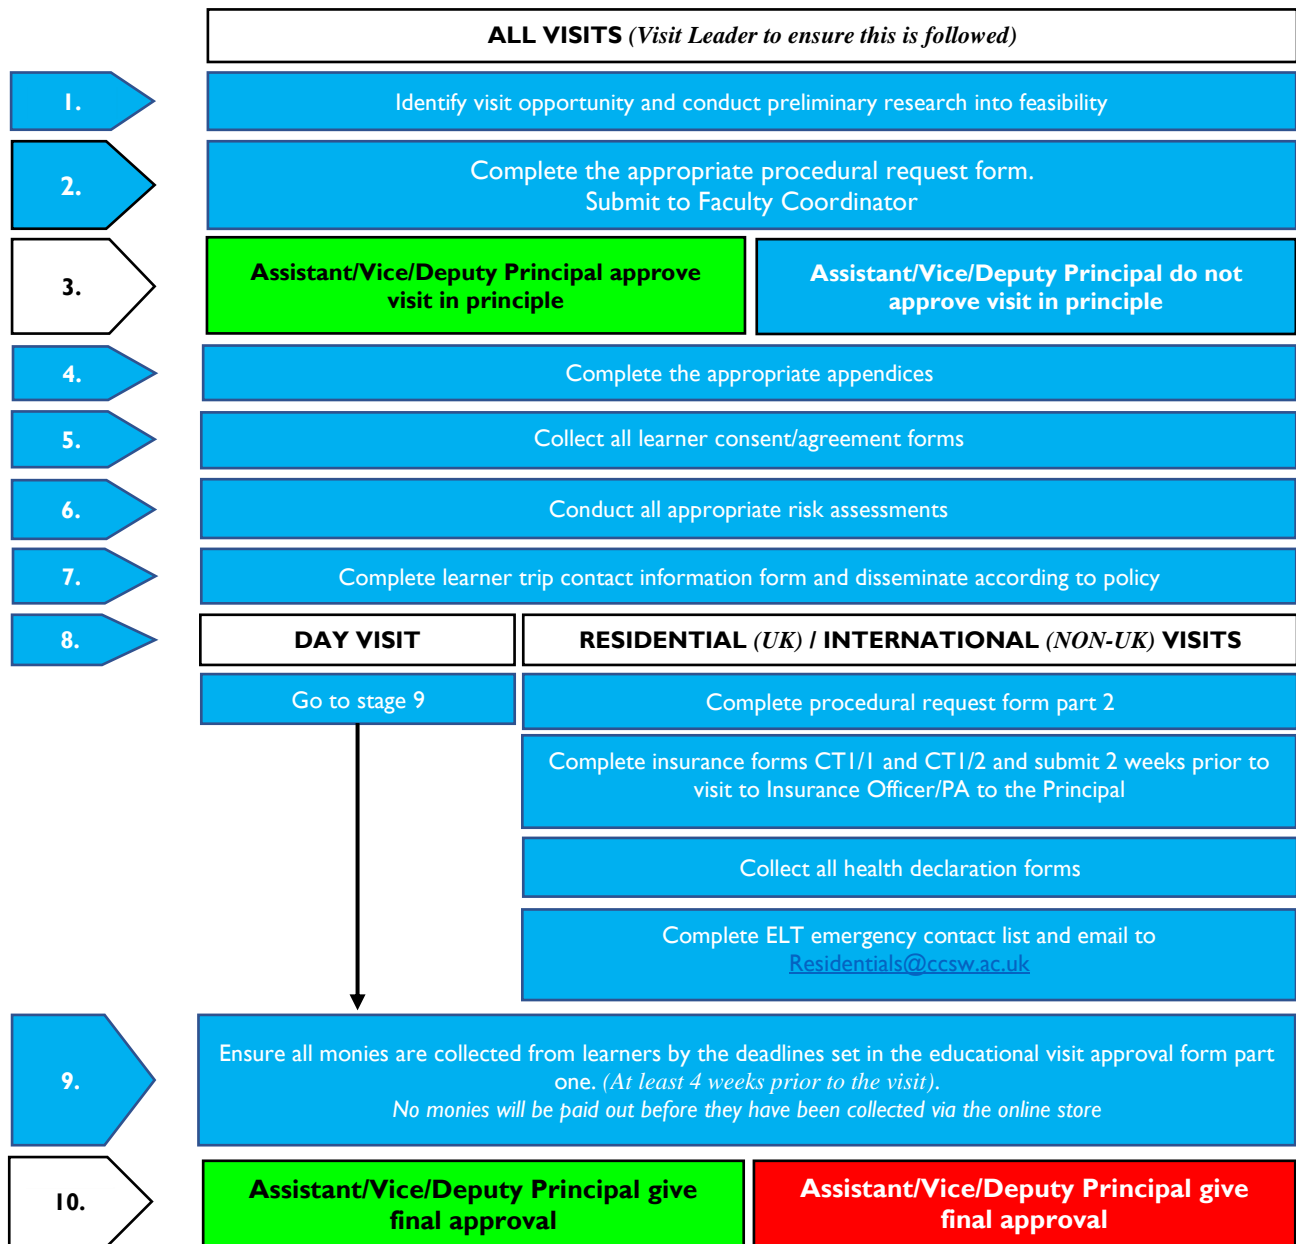 ALL VISITS (Visit Leader to ensure this is followed)
1.
Identify visit opportunity and conduct preliminary research into feasibility
2.
Complete the appropriate procedural request form.
Submit to Faculty Coordinator
3.
Assistant/Vice/Deputy Principal approve
visit in principle
Assistant/Vice/Deputy Principal do not
approve visit in principle
4.
Complete the appropriate appendices
5.
Collect all learner consent/agreement forms
6.
Conduct all appropriate risk assessments
7.
Complete learner trip contact information form and disseminate according to policy
8.
DAY VISIT
RESIDENTIAL (UK) / INTERNATIONAL (NON-UK) VISITS
Go to stage 9
Complete procedural request form part 2
Complete insurance forms CT1/1 and CT1/2 and submit 2 weeks prior to
visit to Insurance Officer/PA to the Principal
Collect all health declaration forms
Complete ELT emergency contact list and email to
Residentials@ccsw.ac.uk
9.
Ensure all monies are collected from learners by the deadlines set in the educational visit approval form part
one. (At least 4 weeks prior to the visit).
No monies will be paid out before they have been collected via the online store
10.
Assistant/Vice/Deputy Principal give
final approval
Assistant/Vice/Deputy Principal give
final approval